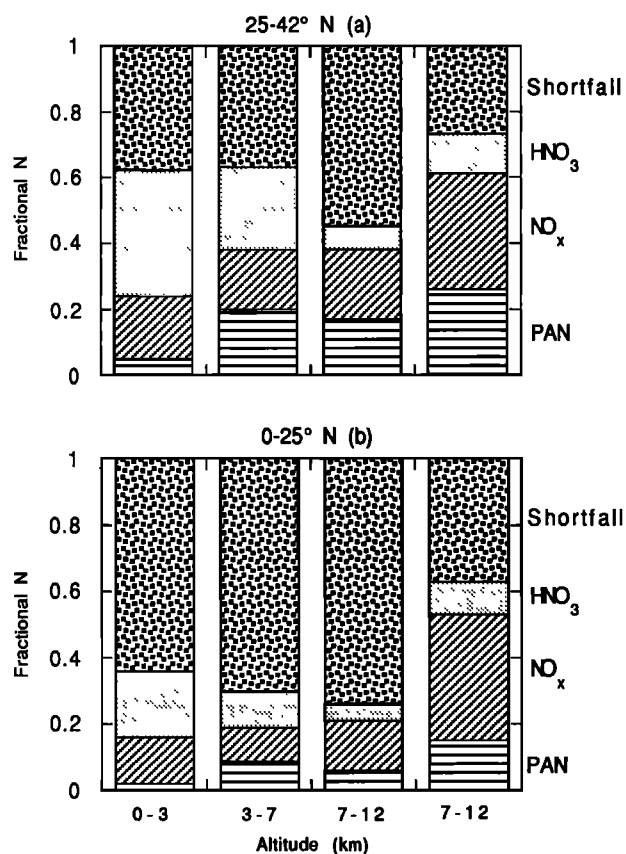 25-42° N (a)
1
0.8
0.6
0.4
0.2
0
Fractional N
Shortfall
HNO₃
NOₓ
PAN
0-25° N (b)
1
0.8
0.6
0.4
0.2
0
Fractional N
Shortfall
HNO₃
NOₓ
PAN
0-3 3-7 7-12 7-12
Altitude (km)